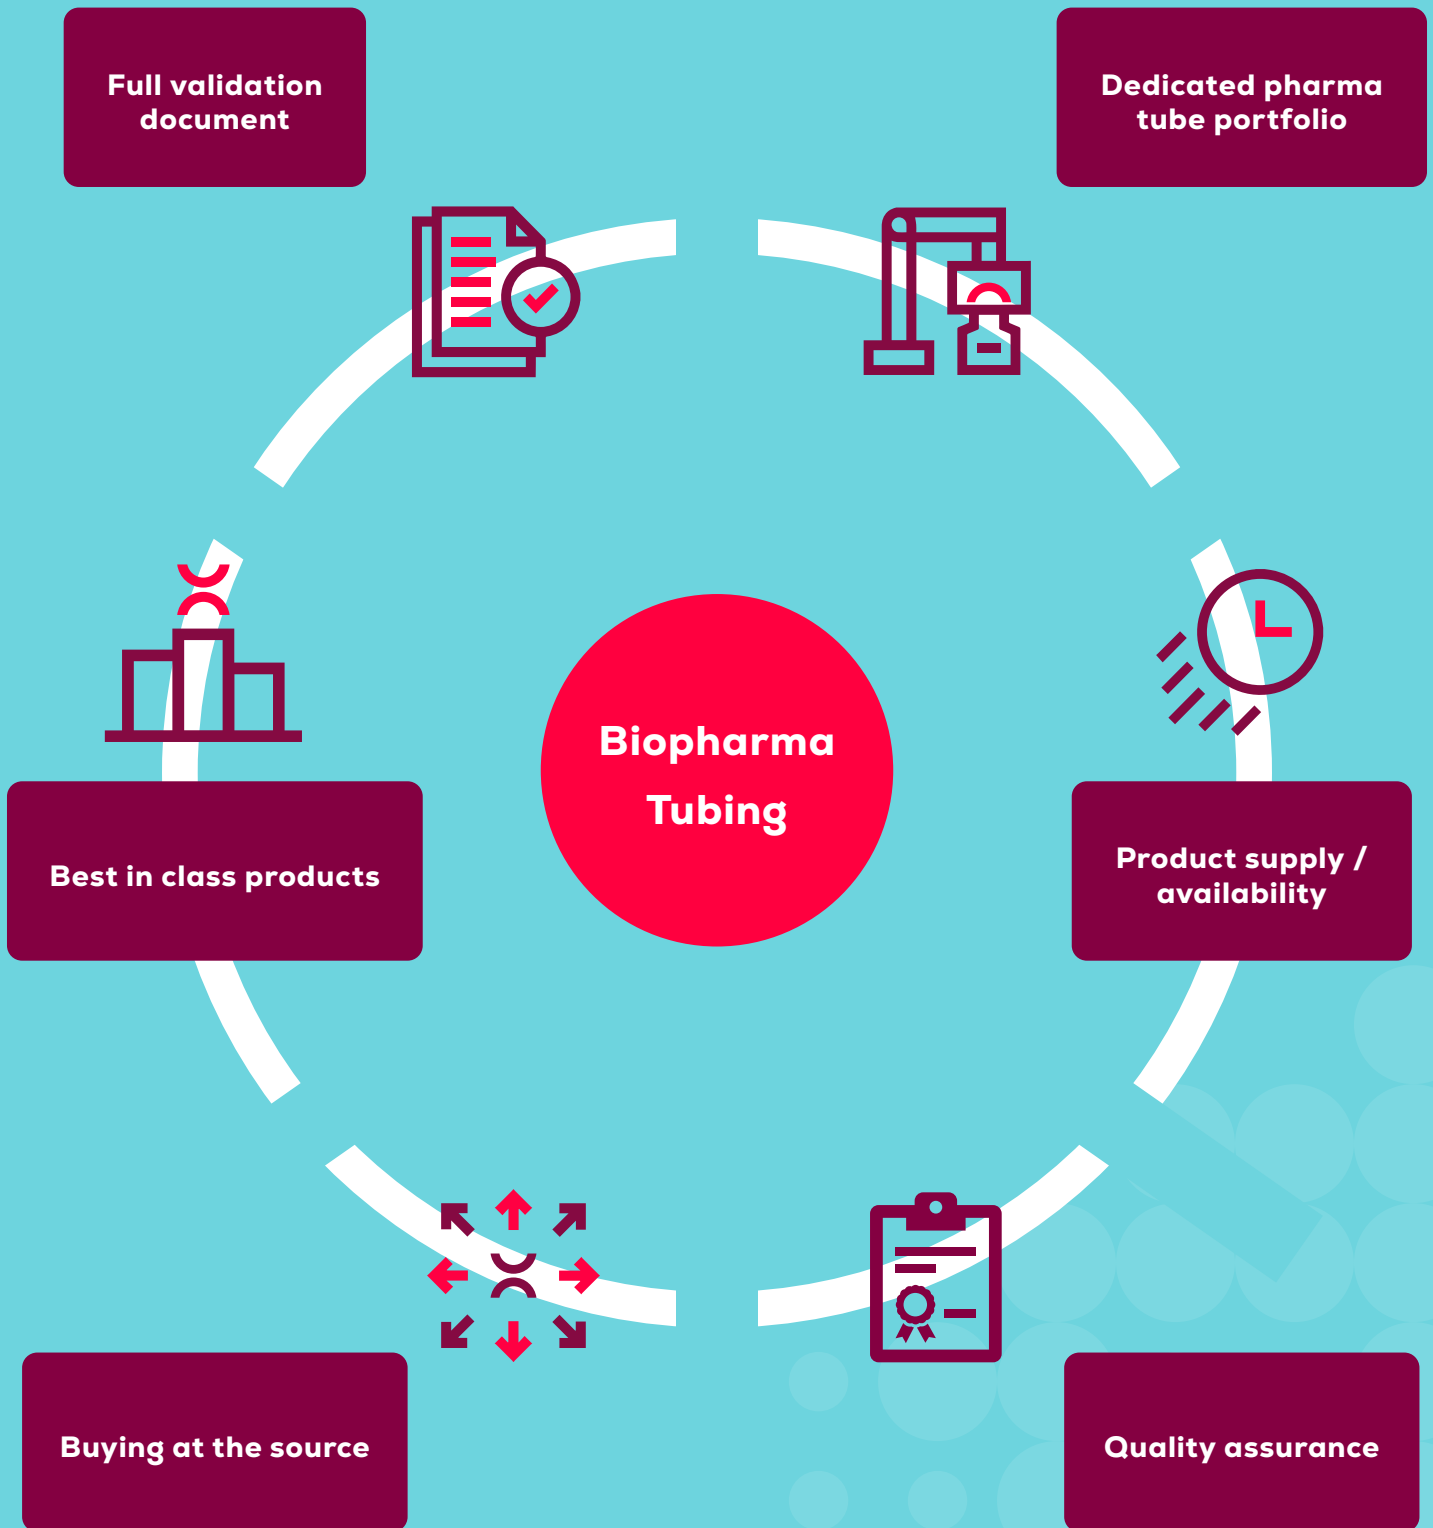 Full validation
document
Dedicated pharma
tube portfolio
Biopharma
Tubing
Best in class products
Product supply /
availability
Buying at the source
Quality assurance